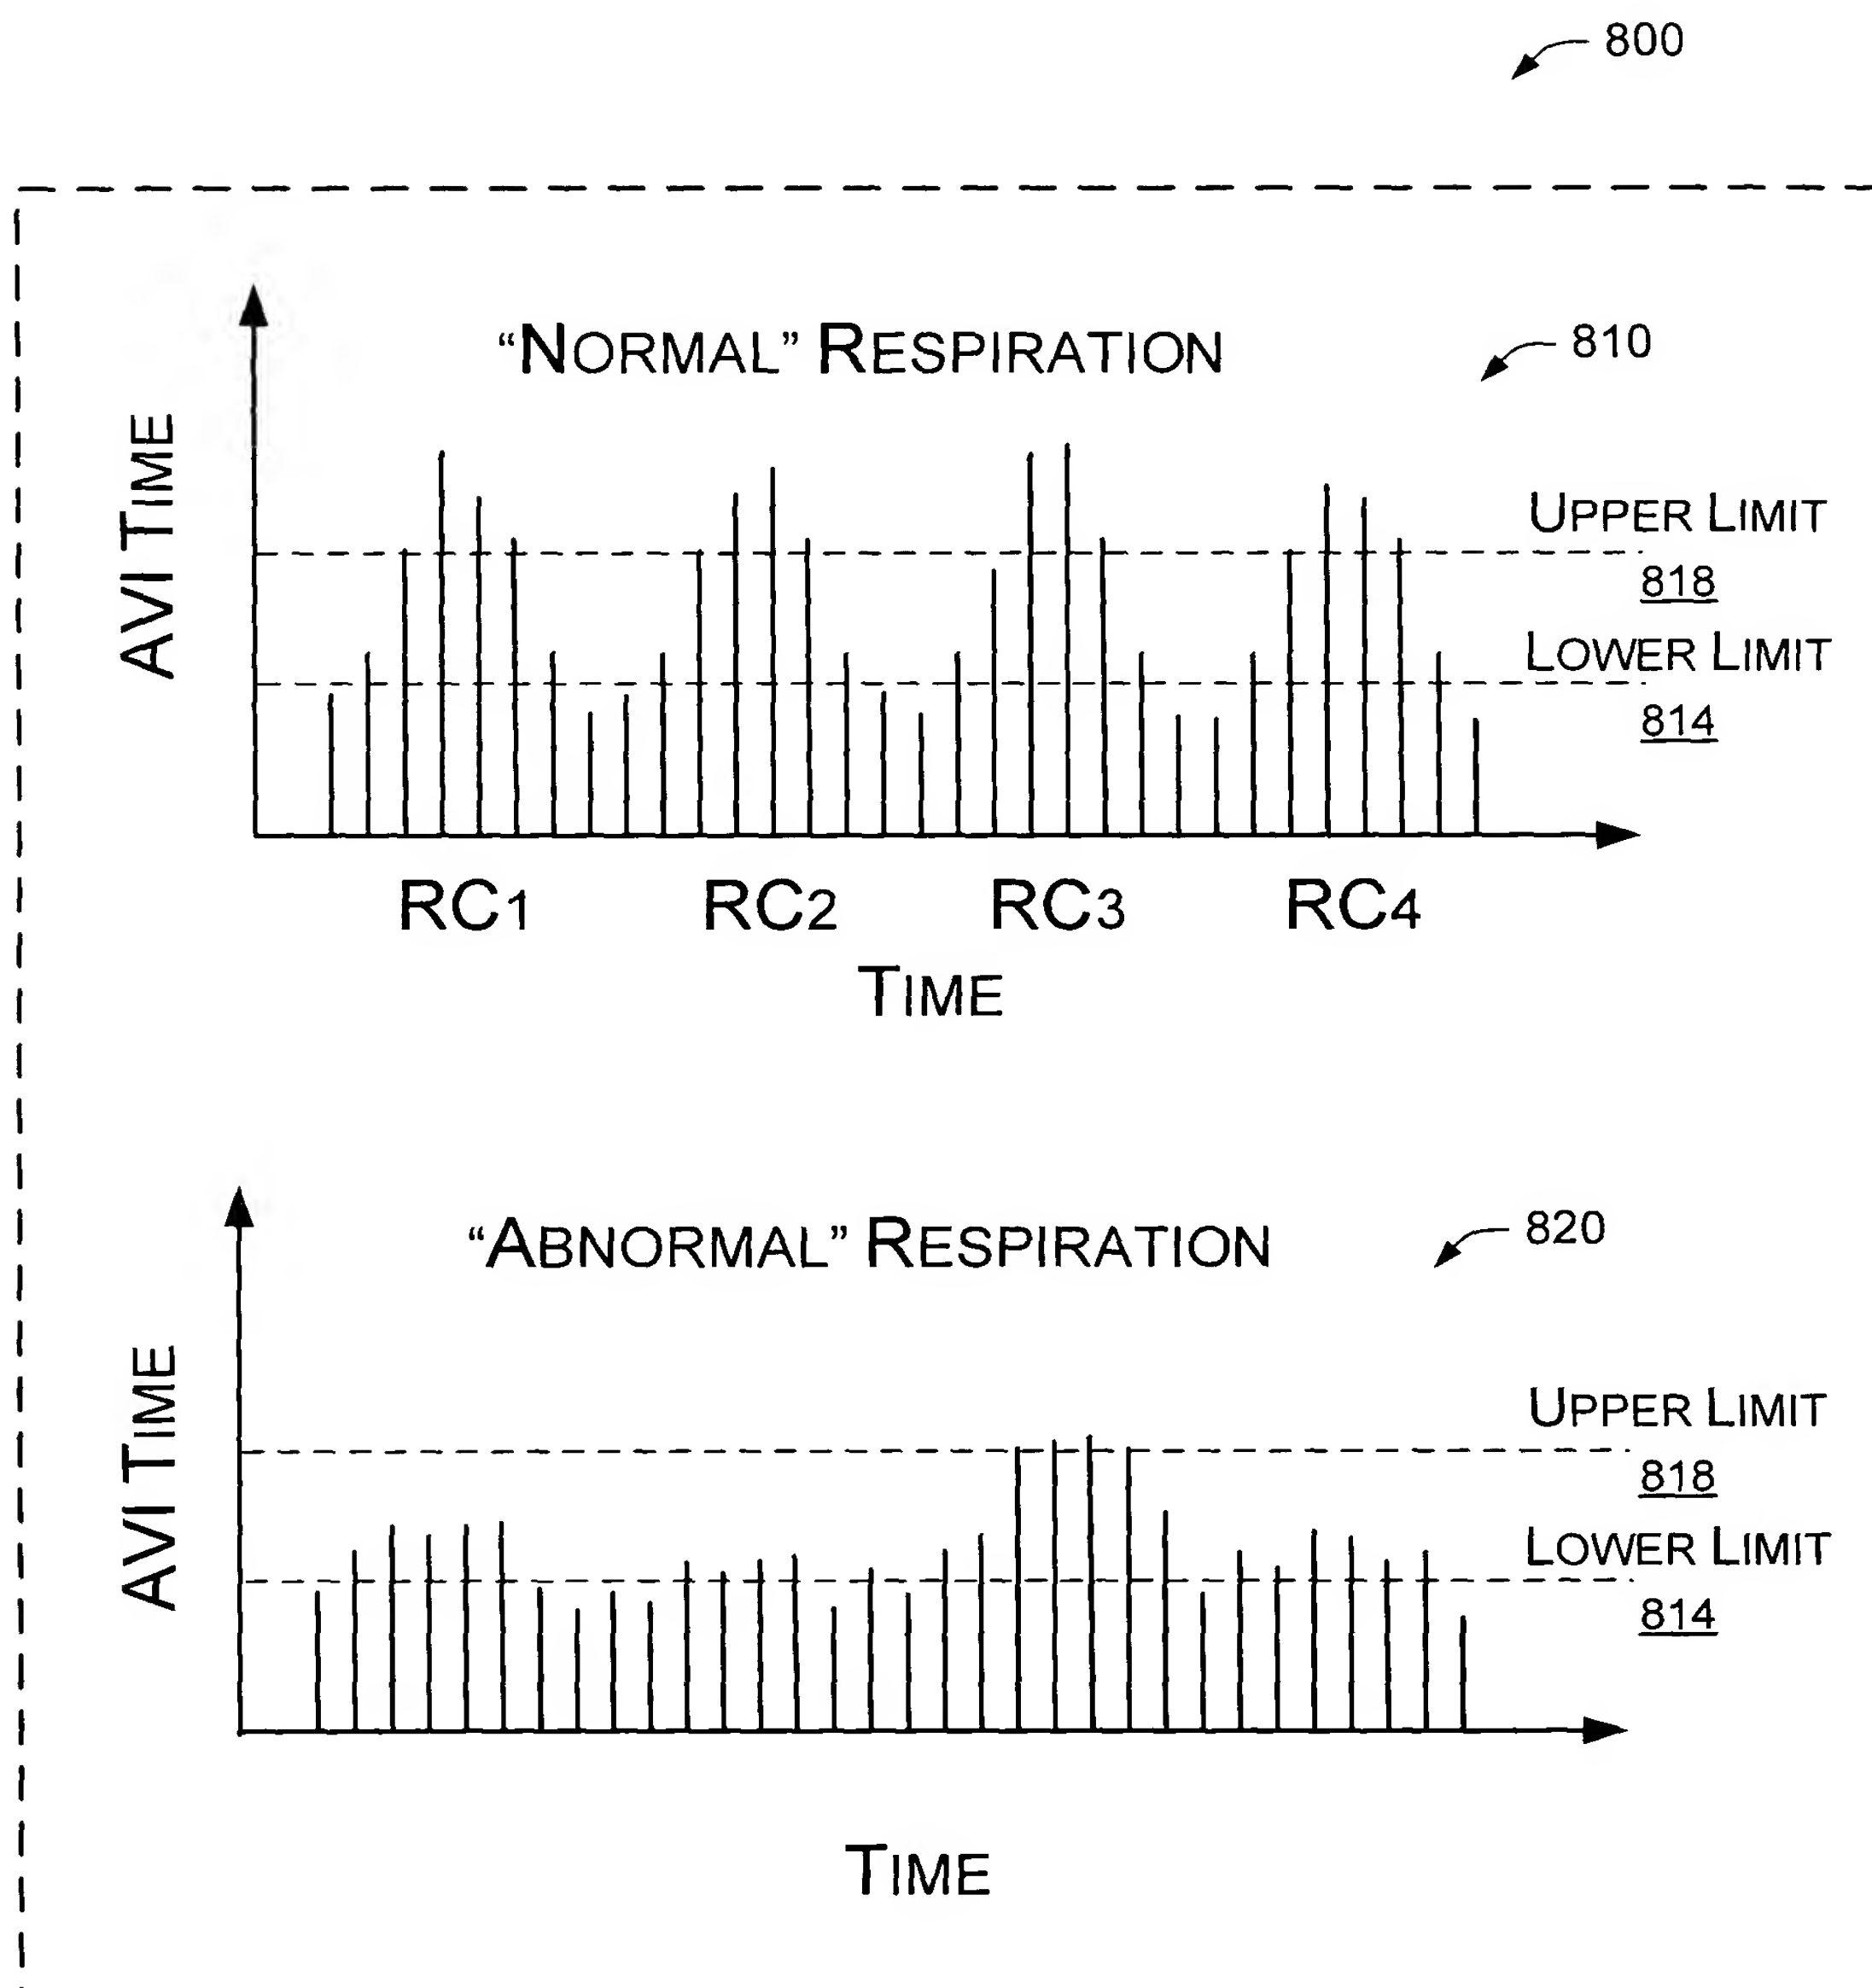 800
“NORMAL” RESPIRATION
810
AVI TIME
UPPER LIMIT
818
LOWER LIMIT
814
RC1 RC2 RC3 RC4
TIME
“ABNORMAL” RESPIRATION
820
AVI TIME
UPPER LIMIT
818
LOWER LIMIT
814
TIME